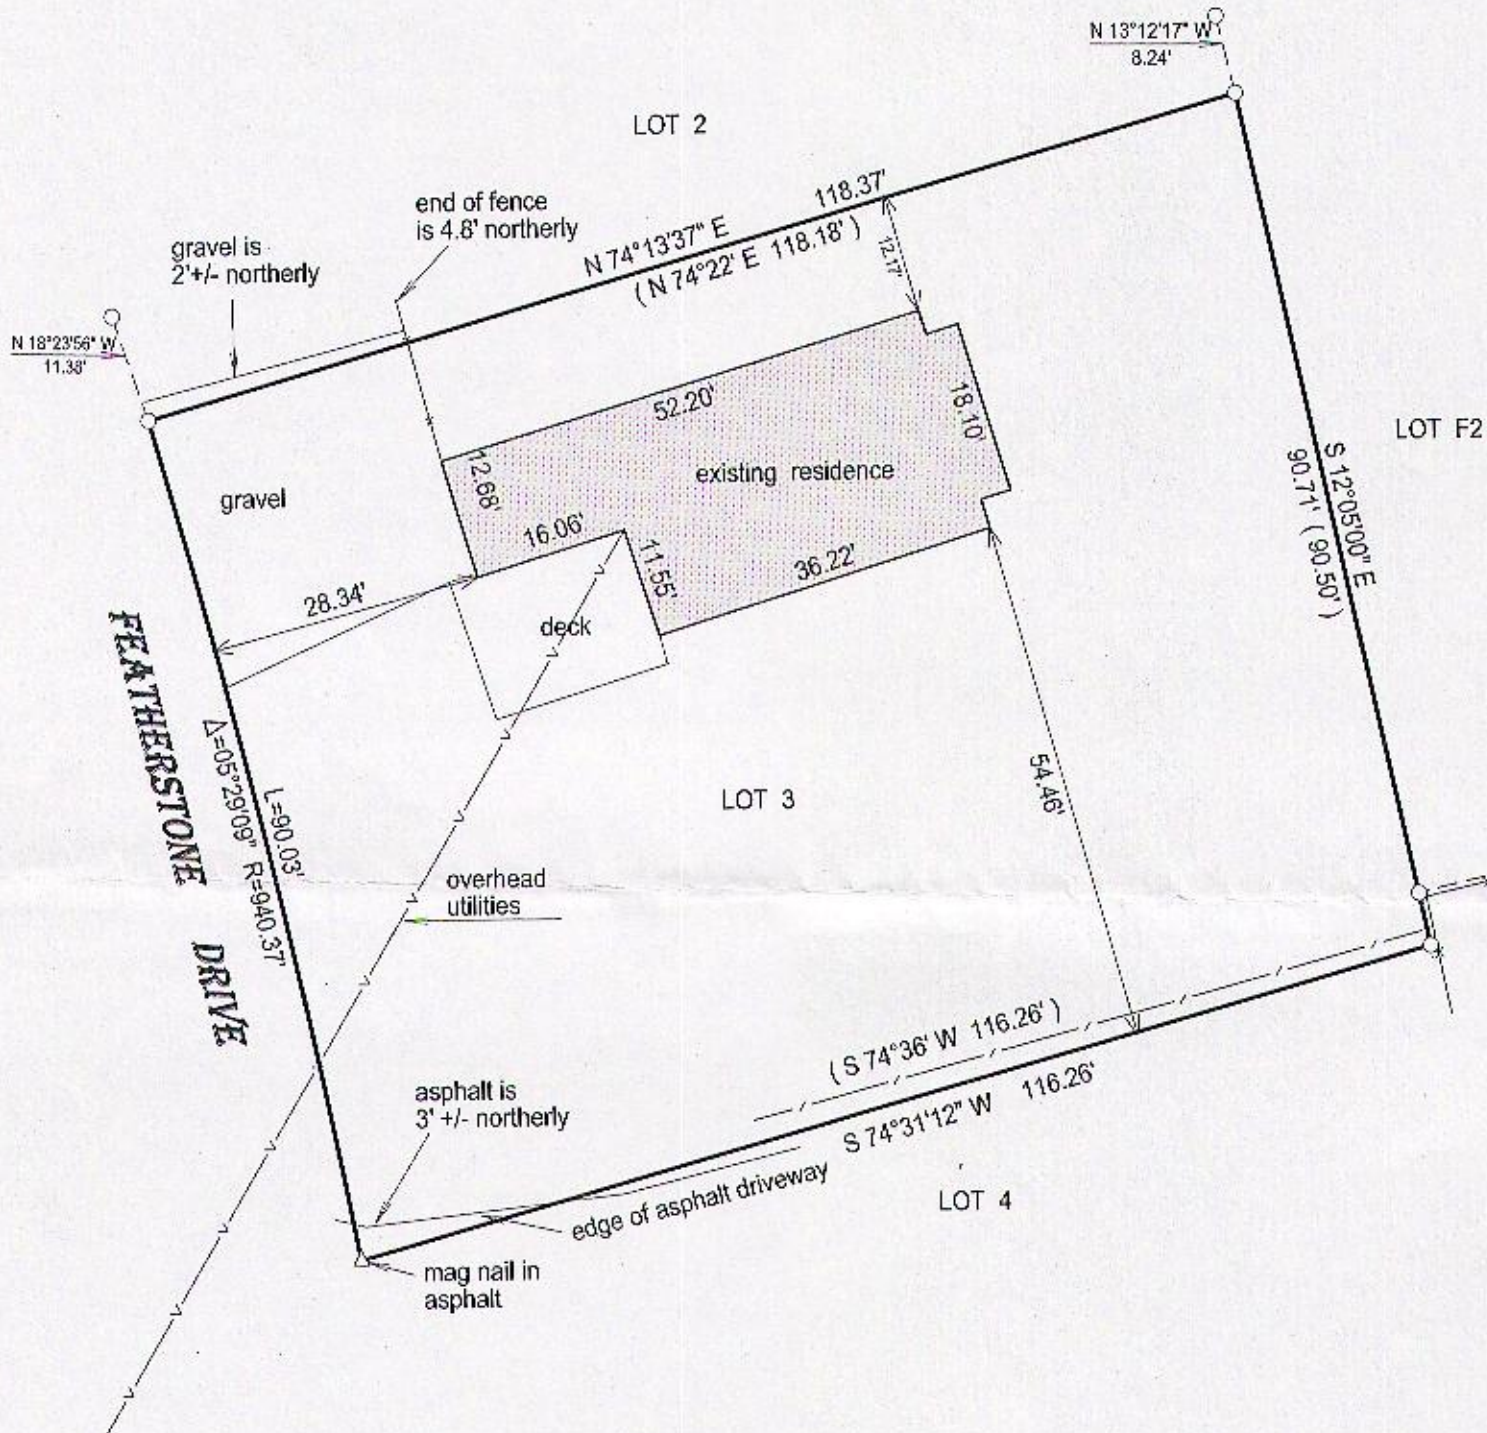 N 13°12'17" W
8.24'
LOT 2
end of fence
is 4.8' northerly
gravel is
2'+/- northerly
N 18°23'56" W
11.38'
118.37'
N 74°13'37" E
( N 74°22' E 118.18' )
12.17'
52.20'
18.10'
LOT F2
12.68'
existing residence
gravel
S 12°05'00" E
90.71' ( 90.50' )
16.06'
11.55'
36.22'
28.34'
deck
FEATHERSTONE DRIVE
L=90.03'
Δ=05°29'09" R=940.37'
LOT 3
54.46'
overhead
utilities
( S 74°36' W 116.26' )
S 74°31'12" W 116.26'
asphalt is
3' +/- northerly
edge of asphalt driveway
LOT 4
mag nail in
asphalt